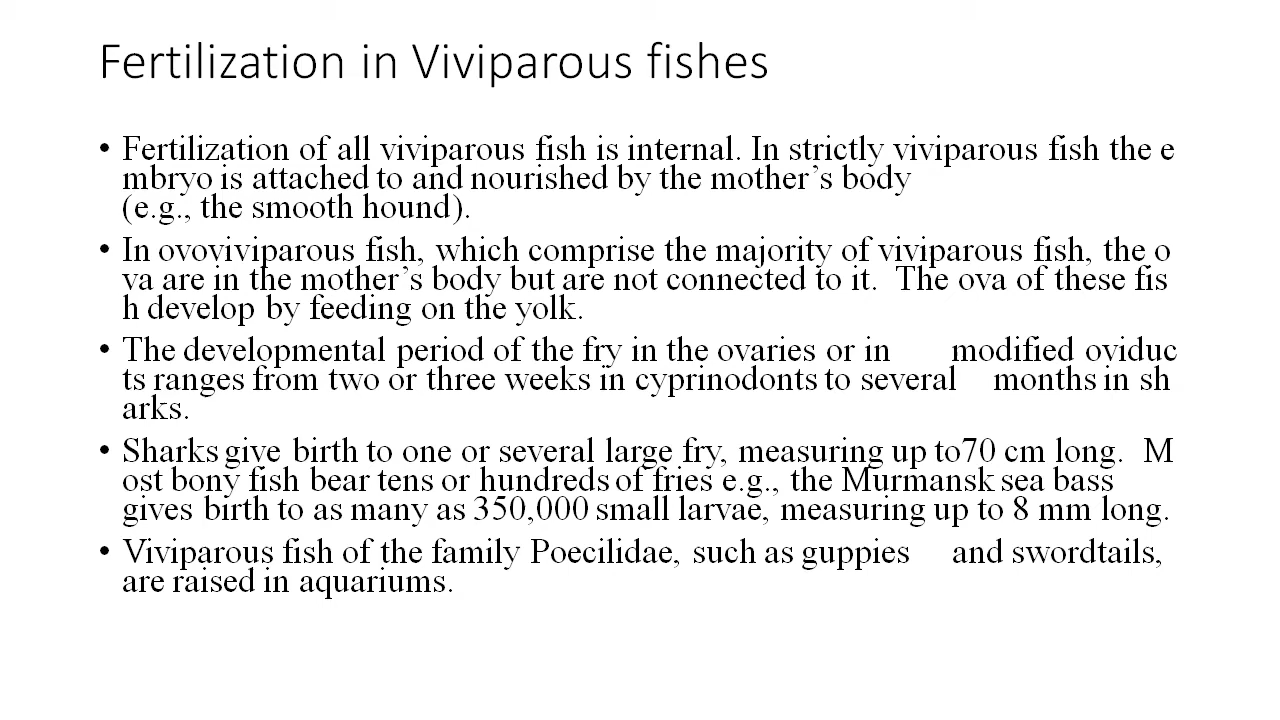 Fertilization in Viviparous fishes
• Fertilization of all viviparous fish is internal. In strictly viviparous fish the e
mbryo is attached to and nourished by the mother’s body
(e.g., the smooth hound).
• In ovoviviparous fish, which comprise the majority of viviparous fish, the o
va are in the mother’s body but are not connected to it.  The ova of these fis
h develop by feeding on the yolk.
• The developmental period of the fry in the ovaries or in      modified oviduc
ts ranges from two or three weeks in cyprinodonts to several    months in sh
arks.
• Sharks give birth to one or several large fry, measuring up to70 cm long.  M
ost bony fish bear tens or hundreds of fries e.g., the Murmansk sea bass
gives birth to as many as 350,000 small larvae, measuring up to 8 mm long.
• Viviparous fish of the family Poecilidae, such as guppies     and swordtails,
are raised in aquariums.